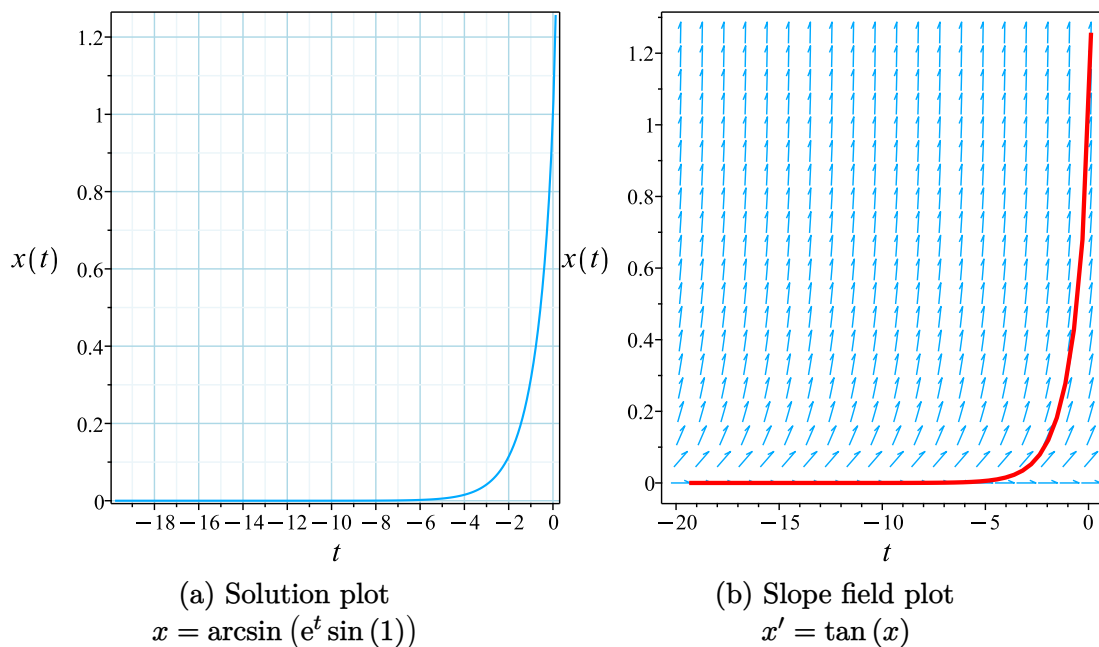 1.2
1
0.8
x(t)
0.6
0.4
0.2
0
−18 −16 −14 −12 −10 −8 −6 −4 −2 0
t
(a) Solution plot
x = arcsin (eᵗ sin (1))
1.2
1
0.8
x(t)
0.6
0.4
0.2
0
−20 −15 −10 −5 0
t
(b) Slope field plot
x′ = tan (x)